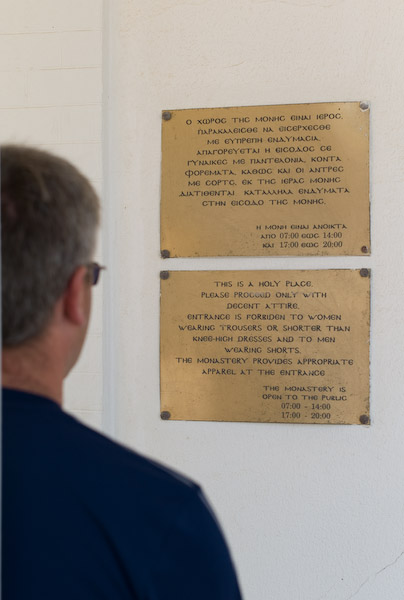 Ο ΧΩΡΟΣ ΤΗΣ ΜΟΝΗΣ ΕΙΝΑΙ ΙΕΡΟΣ.
ΠΑΡΑΚΑΛΕΙΣΘΕ ΝΑ ΕΙΣΕΡΧΕΣΘΕ
ΜΕ ΕΥΠΡΕΠΗ ΕΝΔΥΜΑΣΙΑ.
ΑΠΑΓΟΡΕΥΕΤΑΙ Η ΕΙΣΟΔΟΣ ΣΕ
ΓΥΝΑΙΚΕΣ ΜΕ ΠΑΝΤΕΛΟΝΙΑ, ΚΟΝΤΑ
ΦΟΡΕΜΑΤΑ, ΚΑΘΩΣ ΚΑΙ ΟΙ ΑΝΤΡΕΣ
ΜΕ ΣΟΡΤΣ. ΕΚ ΤΗΣ ΙΕΡΑΣ ΜΟΝΗΣ
ΔΙΑΤΙΘΕΝΤΑΙ ΚΑΤΑΛΛΗΛΑ ΕΝΔΥΜΑΤΑ
ΣΤΗΝ ΕΙΣΟΔΟ ΤΗΣ ΜΟΝΗΣ.
Η ΜΟΝΗ ΕΙΝΑΙ ΑΝΟΙΚΤΑ
ΑΠΟ 07:00 ΕΩΣ 14:00
ΚΑΙ 17:00 ΕΩΣ 20:00
THIS IS A HOLY PLACE.
PLEASE PROCEED ONLY WITH
DECENT ATTIRE.
ENTRANCE IS FORBIDEN TO WOMEN
WEARING TROUSERS OR SHORTER THAN
KNEE-HIGH DRESSES AND TO MEN
WEARING SHORTS.
THE MONASTERY PROVIDES APPROPRIATE
APPAREL AT THE ENTRANCE
THE MONASTERY IS
OPEN TO THE PUBLIC
07:00 - 14:00
17:00 - 20:00